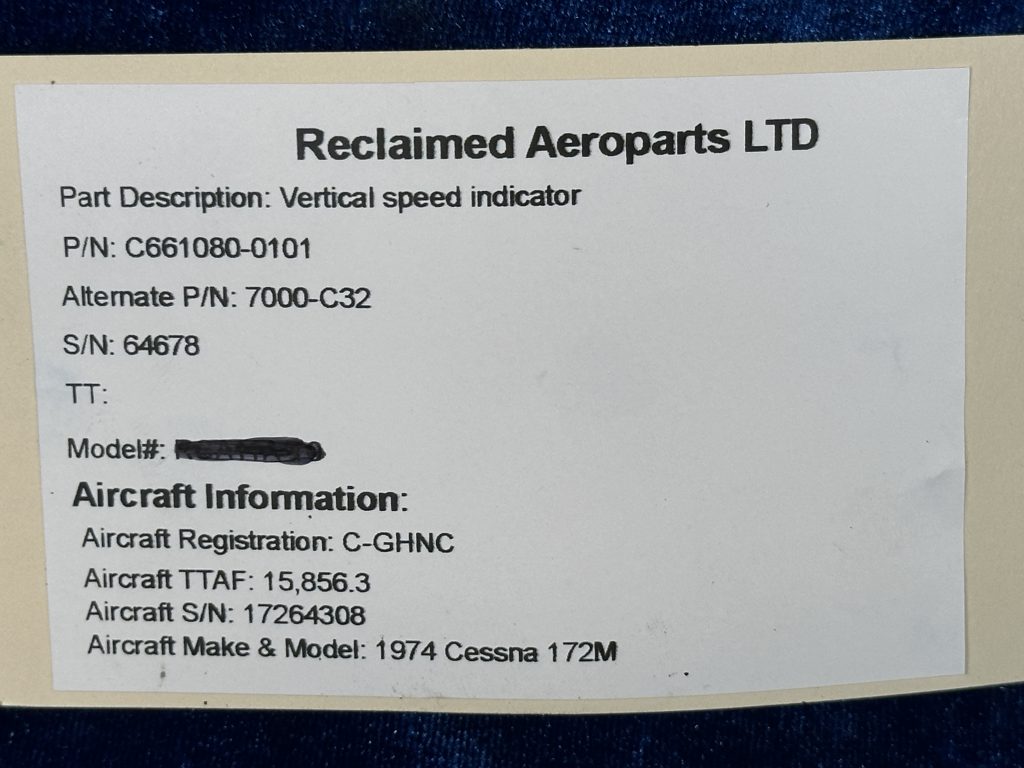 Reclaimed Aeroparts LTD
Part Description: Vertical speed indicator
P/N: C661080-0101
Alternate P/N: 7000-C32
S/N: 64678
TT:
Model#:
Aircraft Information:
Aircraft Registration: C-GHNC
Aircraft TTAF: 15,856.3
Aircraft S/N: 17264308
Aircraft Make & Model: 1974 Cessna 172M